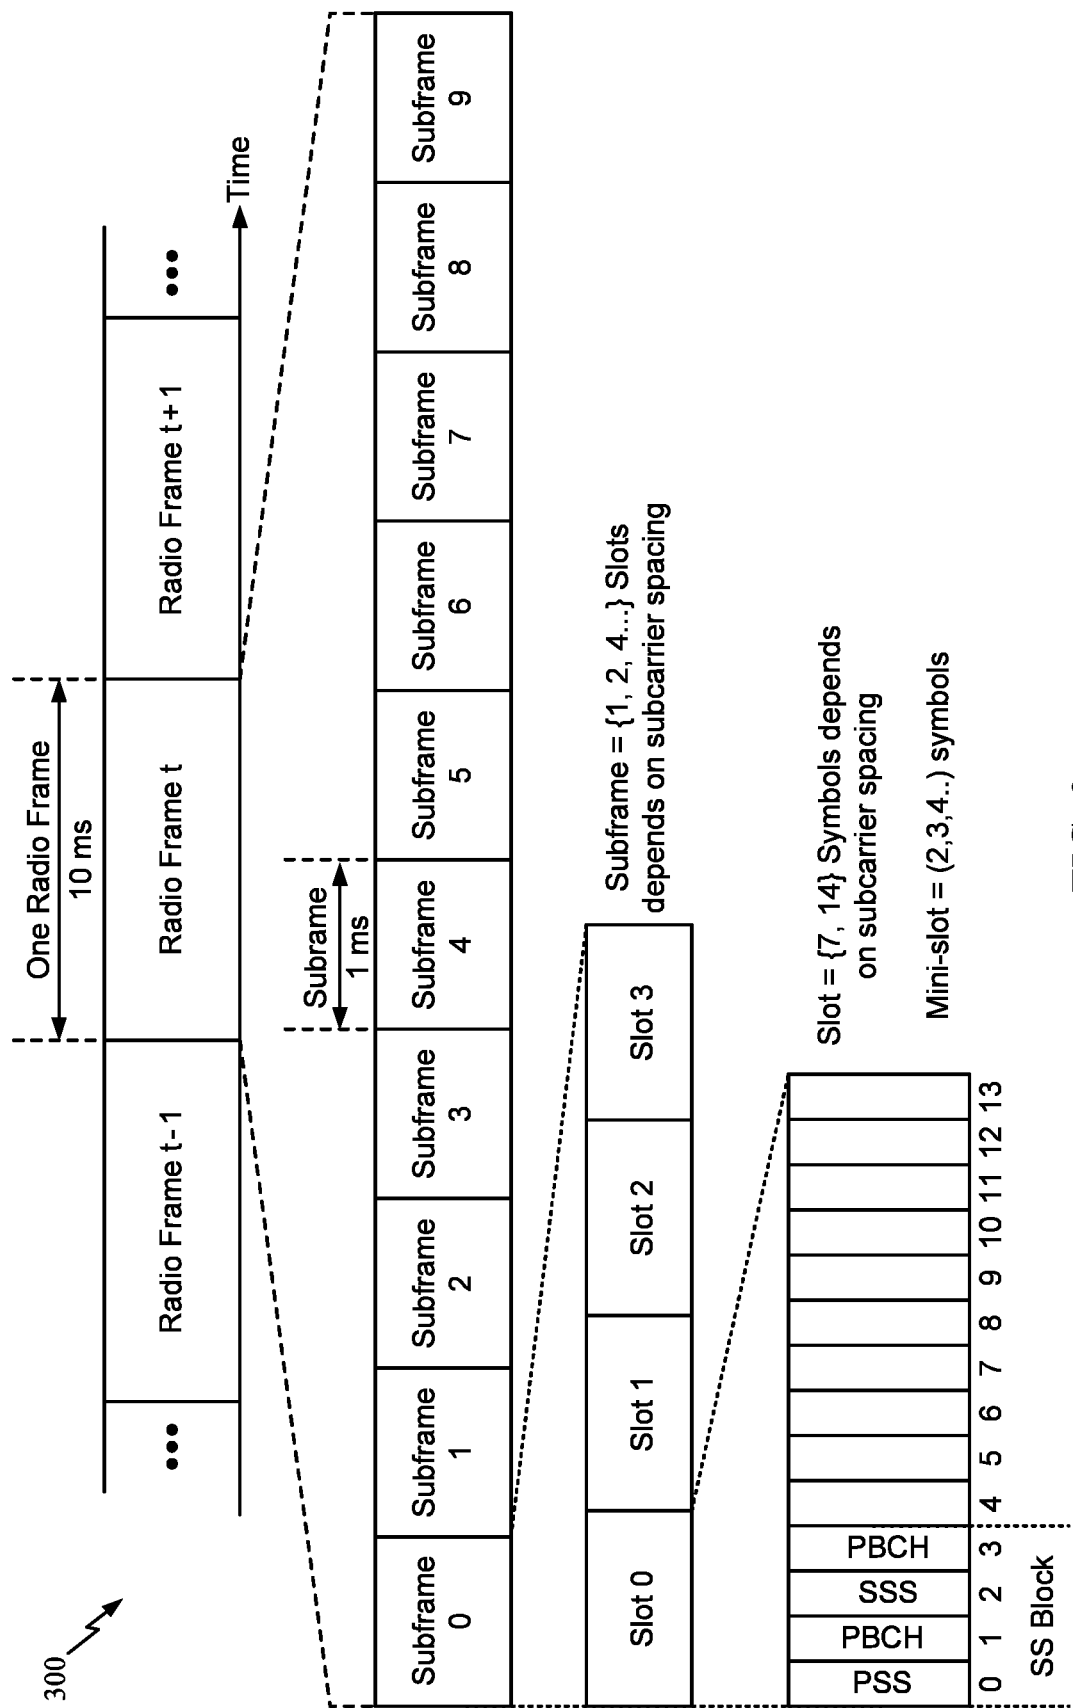 300
One Radio Frame
10 ms
••• Radio Frame t-1 Radio Frame t Radio Frame t+1 •••
Time
Subrame
1 ms
Subframe Subframe Subframe Subframe Subframe Subframe Subframe Subframe Subframe Subframe
0 1 2 3 4 5 6 7 8 9
Slot 0 Slot 1 Slot 2 Slot 3
Subframe = {1, 2, 4...} Slots
depends on subcarrier spacing
PSS PBCH SSS PBCH
0 1 2 3 4 5 6 7 8 9 10 11 12 13
SS Block
Slot = {7, 14} Symbols depends
on subcarrier spacing
Mini-slot = (2,3,4..) symbols